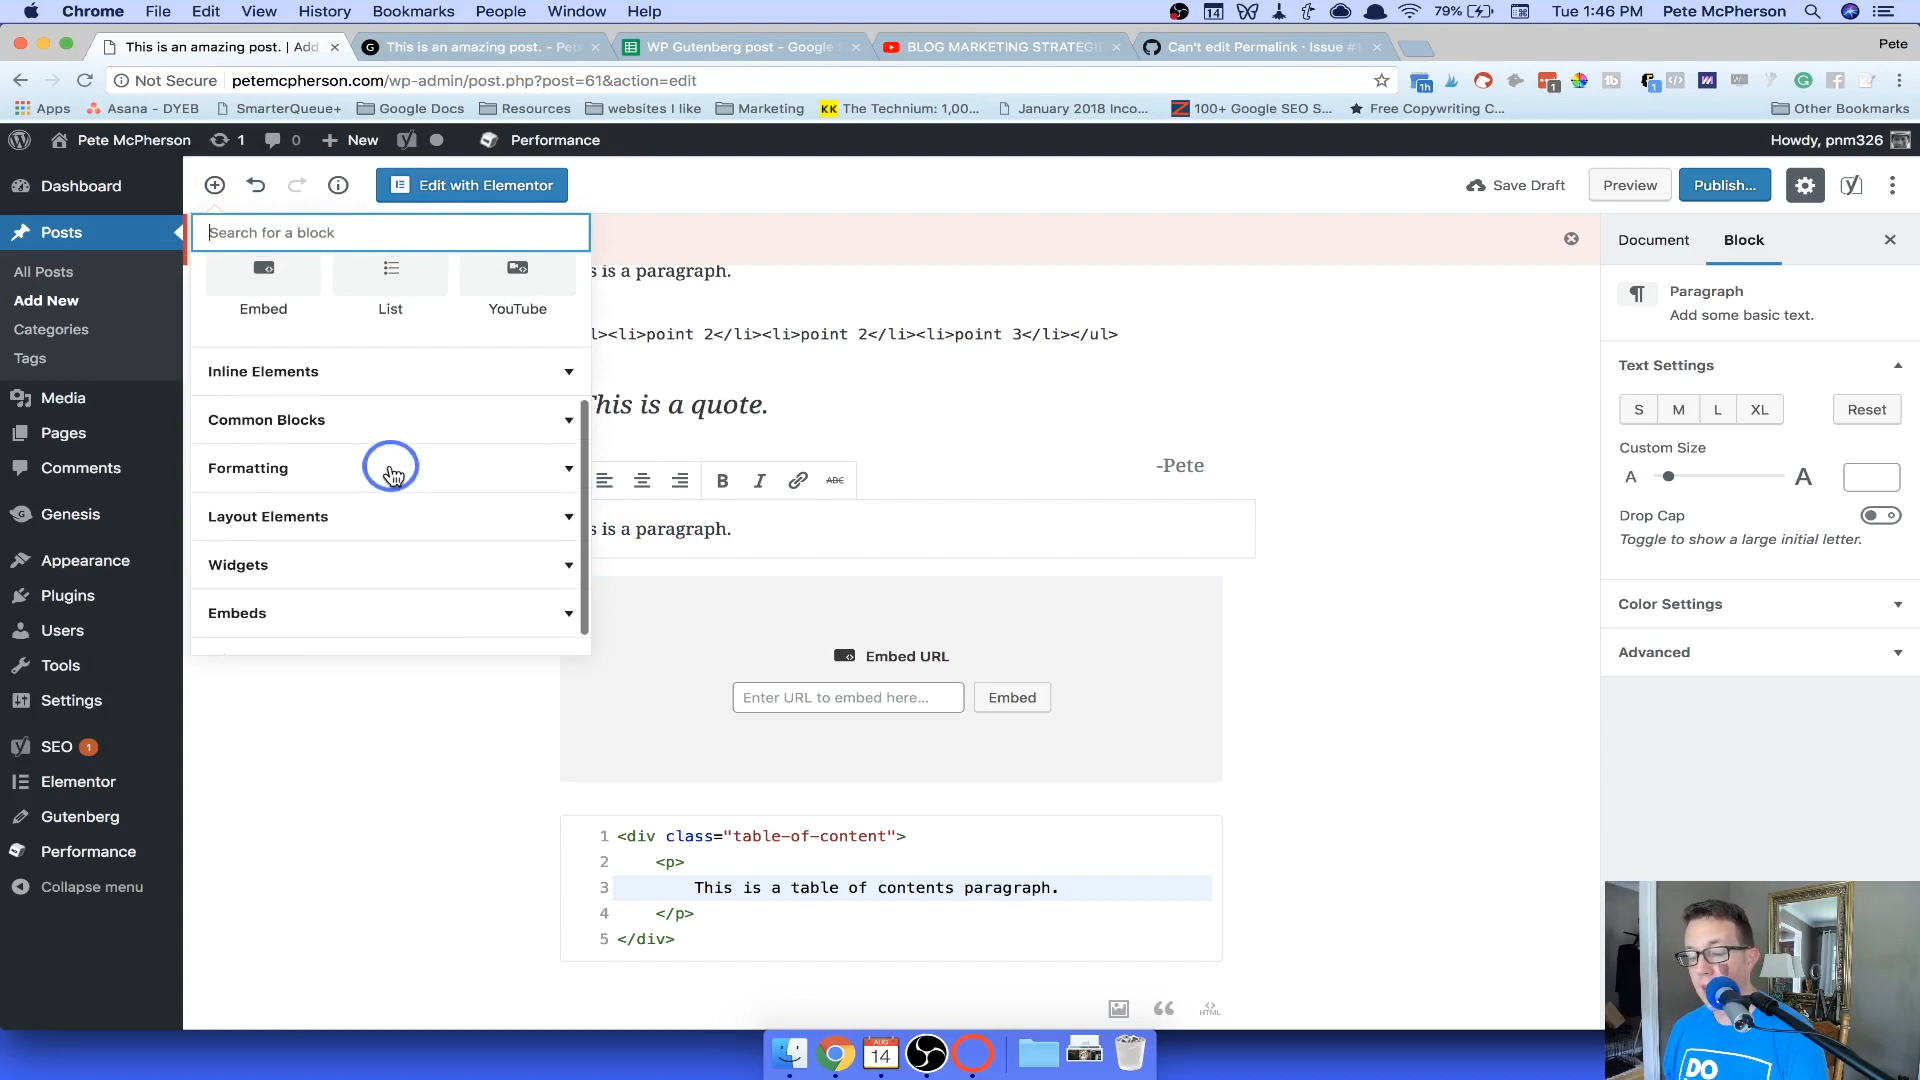 Chrome File Edit View History Bookmarks People Window Help 14 79% Tue 1:46 PM Pete McPherson
This is an amazing post. | Add
This is an amazing post. - Pete
WP Gutenberg post - Google
BLOG MARKETING STRATEGI
Can't edit Permalink · Issue #1
Pete
Not Secure petemcpherson.com/wp-admin/post.php?post=61&action=edit
Apps Asana - DYEB SmarterQueue+ Google Docs Resources websites I like Marketing KK The Technium: 1,00... January 2018 Inco... 100+ Google SEO S... Free Copywriting C... Other Bookmarks
Pete McPherson 1 0 New Performance Howdy, pnm326
Dashboard
Posts
All Posts
Add New
Categories
Tags
Media
Pages
Comments
Genesis
Appearance
Plugins
Users
Tools
Settings
SEO 1
Elementor
Gutenberg
Performance
Collapse menu
Edit with Elementor
Save Draft Preview Publish...
Search for a block
Embed List YouTube
Inline Elements
Common Blocks
Formatting
Layout Elements
Widgets
Embeds
s is a paragraph.
l><li>point 2</li><li>point 2</li><li>point 3</li></ul>
This is a quote.
-Pete
B I ABC
s is a paragraph.
Embed URL
Enter URL to embed here... Embed
1 <div class="table-of-content">
2 <p>
3 This is a table of contents paragraph.
4 </p>
5 </div>
HTML
Document Block
Paragraph
Add some basic text.
Text Settings
S M L XL Reset
Custom Size
A A
Drop Cap
Toggle to show a large initial letter.
Color Settings
Advanced
AUG
14
DO